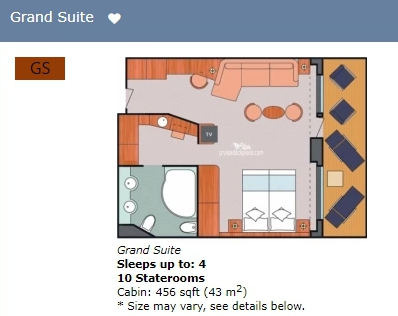 Grand Suite
GS
TV
Grand Suite
Sleeps up to: 4
10 Staterooms
Cabin: 456 sqft (43 m²)
* Size may vary, see details below.